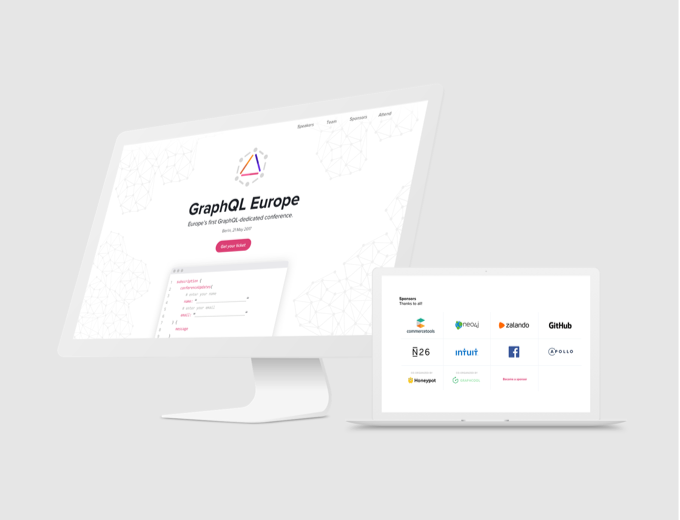 Speakers Team Sponsors Attend
GraphQL Europe
Europe's first GraphQL-dedicated conference.
Berlin, 21 May 2017
Get your ticket
subscription {
conferenceUpdates(
# enter your name
name: "
# enter your email
email: "
) {
message
}
Sponsors
Thanks to all!
commercetools neo4j zalando GitHub
N26 intuit APOLLO
Honeypot
Become a sponsor